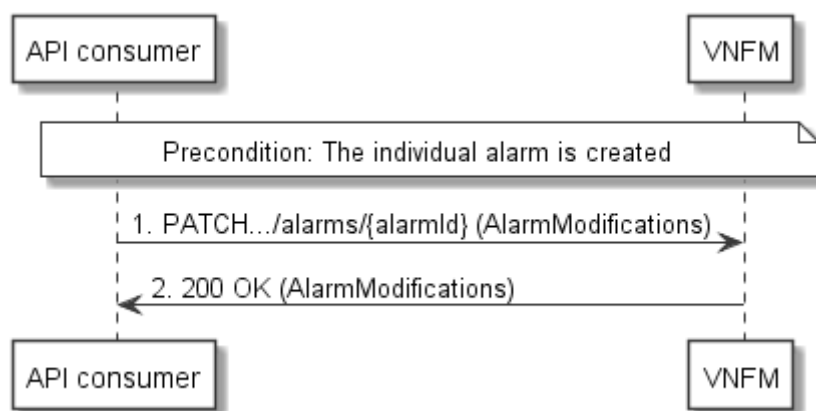 API consumer
VNFM
Precondition: The individual alarm is created
1. PATCH.../alarms/{alarmId} (AlarmModifications)
2. 200 OK (AlarmModifications)
API consumer
VNFM